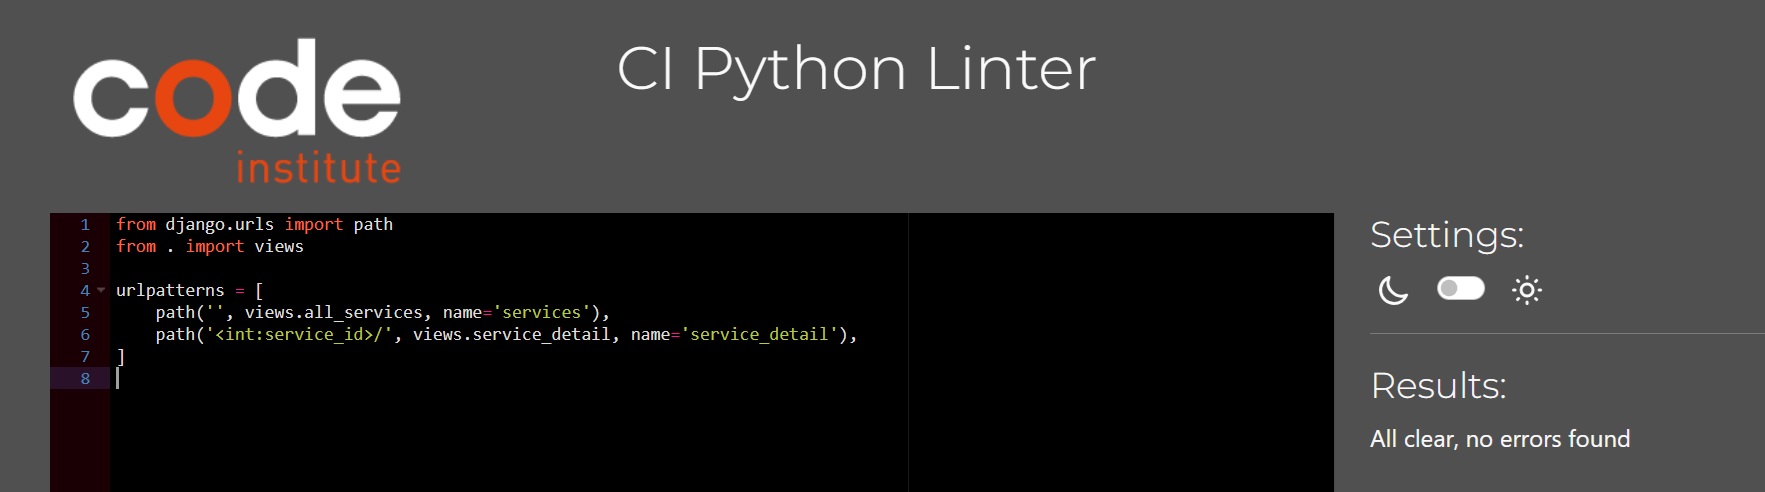 code
institute
CI Python Linter
1 from django.urls import path
2 from . import views
3
4 urlpatterns = [
5     path('', views.all_services, name='services'),
6     path('<int:service_id>/', views.service_detail, name='service_detail'),
7 ]
8
Settings:
Results:
All clear, no errors found